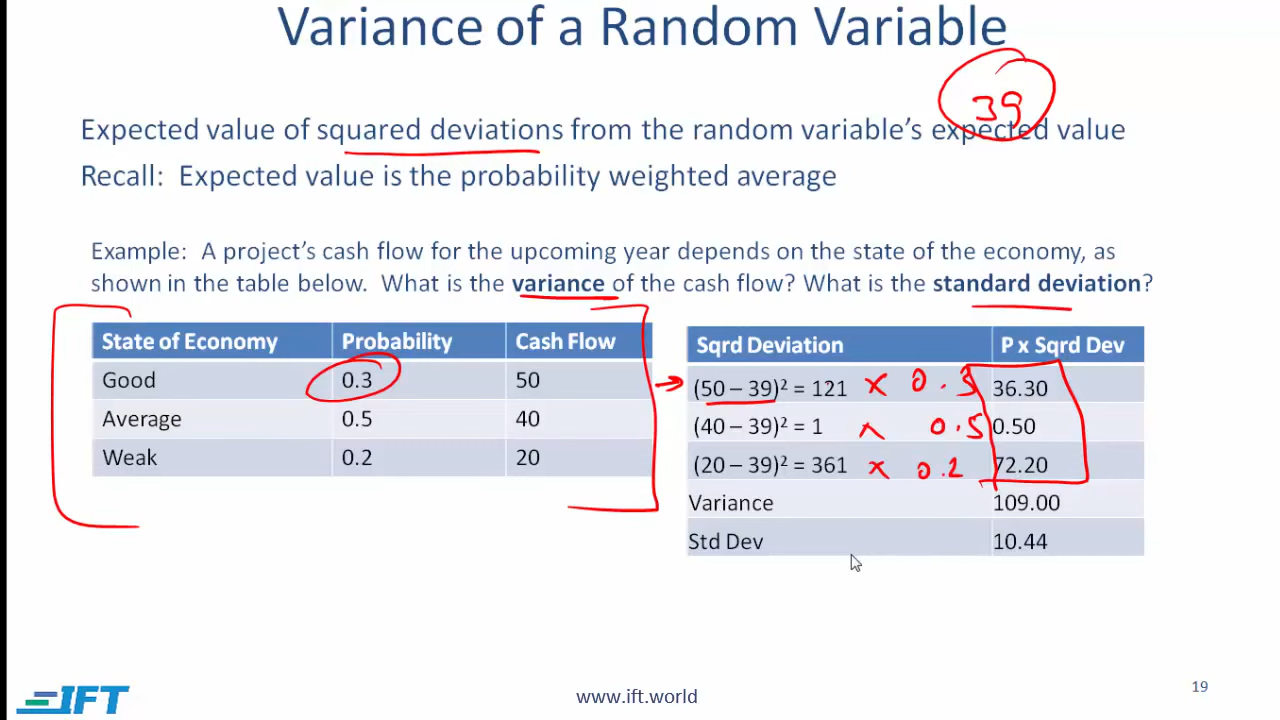 Variance of a Random Variable
39
Expected value of squared deviations from the random variable's expected value
Recall: Expected value is the probability weighted average
Example: A project's cash flow for the upcoming year depends on the state of the economy, as
shown in the table below. What is the variance of the cash flow? What is the standard deviation?
State of Economy Probability Cash Flow
Good 0.3 50
Average 0.5 40
Weak 0.2 20
Sqrd Deviation P x Sqrd Dev
(50 – 39)² = 121 × 0.3 36.30
(40 – 39)² = 1 × 0.5 0.50
(20 – 39)² = 361 × 0.2 72.20
Variance 109.00
Std Dev 10.44
IFT
www.ift.world
19